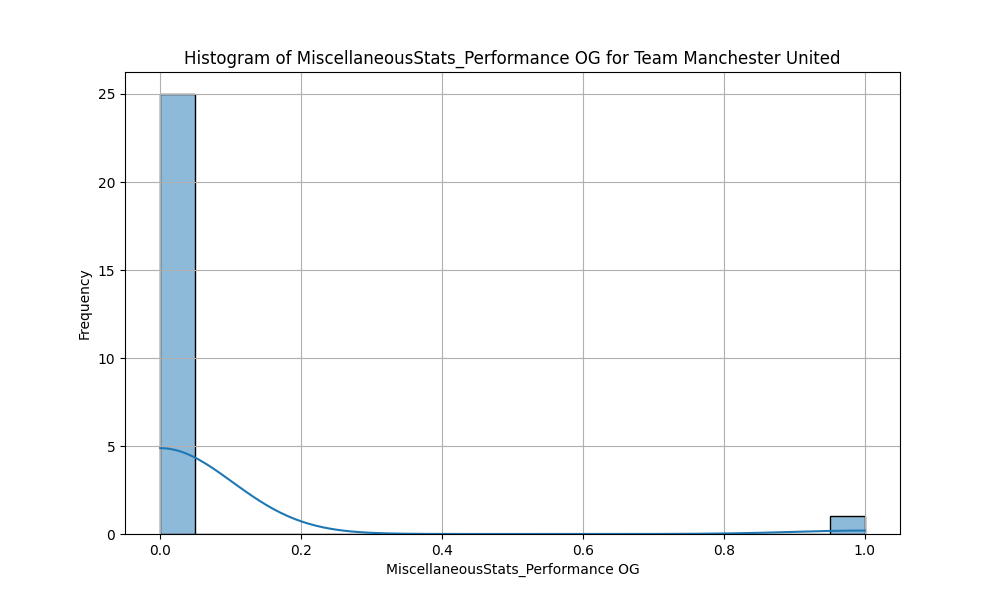 Histogram of MiscellaneousStats_Performance OG for Team Manchester United
25
20
15
10
5
0
Frequency
0.0 0.2 0.4 0.6 0.8 1.0
MiscellaneousStats_Performance OG